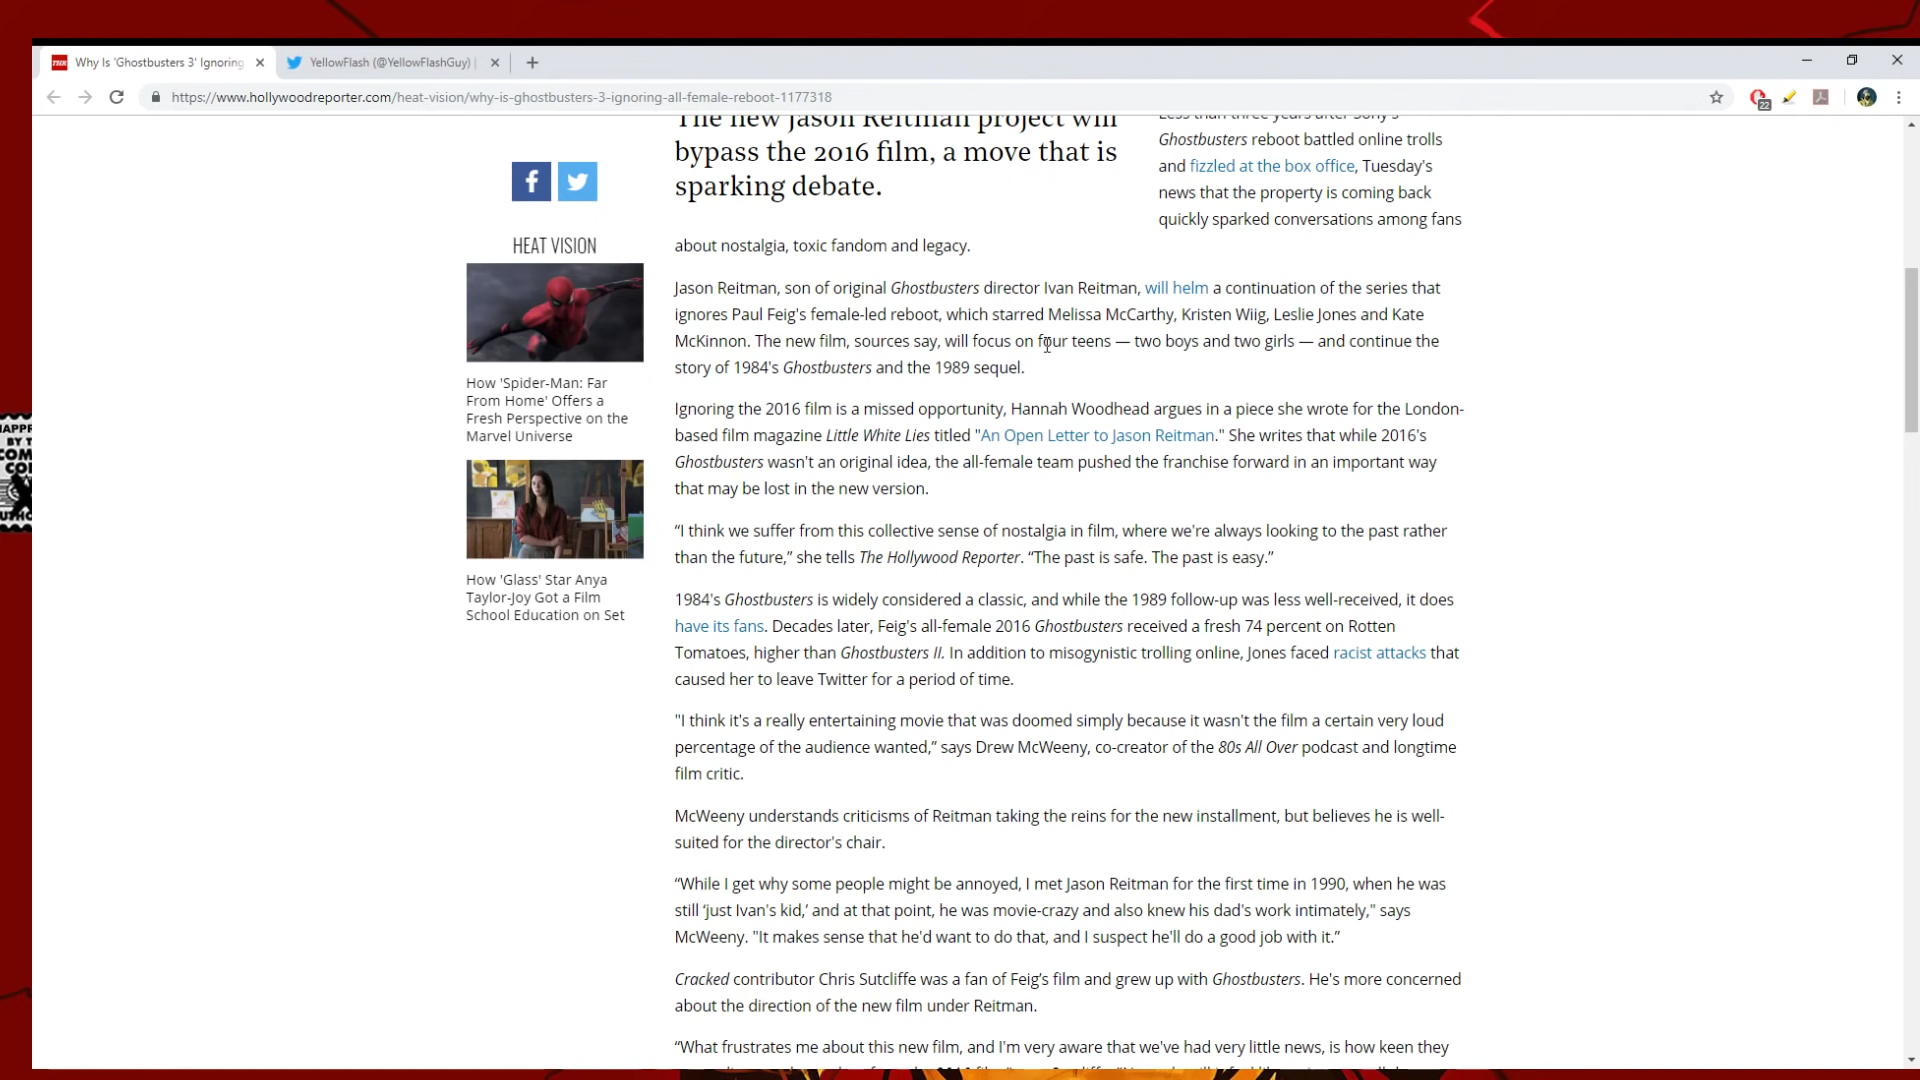 THR
Why Is 'Ghostbusters 3' Ignoring
YellowFlash (@YellowFlashGuy) |
https://www.hollywoodreporter.com/heat-vision/why-is-ghostbusters-3-ignoring-all-female-reboot-1177318
22
The new Jason Reitman project will
bypass the 2016 film, a move that is
sparking debate.
Less than three years after Sony's
Ghostbusters reboot battled online trolls
and fizzled at the box office, Tuesday's
news that the property is coming back
quickly sparked conversations among fans
about nostalgia, toxic fandom and legacy.
HEAT VISION
How 'Spider-Man: Far
From Home' Offers a
Fresh Perspective on the
Marvel Universe
How 'Glass' Star Anya
Taylor-Joy Got a Film
School Education on Set
Jason Reitman, son of original Ghostbusters director Ivan Reitman, will helm a continuation of the series that
ignores Paul Feig's female-led reboot, which starred Melissa McCarthy, Kristen Wiig, Leslie Jones and Kate
McKinnon. The new film, sources say, will focus on four teens — two boys and two girls — and continue the
story of 1984's Ghostbusters and the 1989 sequel.
Ignoring the 2016 film is a missed opportunity, Hannah Woodhead argues in a piece she wrote for the London-
based film magazine Little White Lies titled "An Open Letter to Jason Reitman." She writes that while 2016's
Ghostbusters wasn't an original idea, the all-female team pushed the franchise forward in an important way
that may be lost in the new version.
“I think we suffer from this collective sense of nostalgia in film, where we're always looking to the past rather
than the future,” she tells The Hollywood Reporter. “The past is safe. The past is easy.”
1984's Ghostbusters is widely considered a classic, and while the 1989 follow-up was less well-received, it does
have its fans. Decades later, Feig's all-female 2016 Ghostbusters received a fresh 74 percent on Rotten
Tomatoes, higher than Ghostbusters II. In addition to misogynistic trolling online, Jones faced racist attacks that
caused her to leave Twitter for a period of time.
"I think it's a really entertaining movie that was doomed simply because it wasn't the film a certain very loud
percentage of the audience wanted,” says Drew McWeeny, co-creator of the 80s All Over podcast and longtime
film critic.
McWeeny understands criticisms of Reitman taking the reins for the new installment, but believes he is well-
suited for the director's chair.
“While I get why some people might be annoyed, I met Jason Reitman for the first time in 1990, when he was
still ‘just Ivan's kid,’ and at that point, he was movie-crazy and also knew his dad's work intimately," says
McWeeny. "It makes sense that he'd want to do that, and I suspect he'll do a good job with it.”
Cracked contributor Chris Sutcliffe was a fan of Feig’s film and grew up with Ghostbusters. He's more concerned
about the direction of the new film under Reitman.
“What frustrates me about this new film, and I'm very aware that we've had very little news, is how keen they